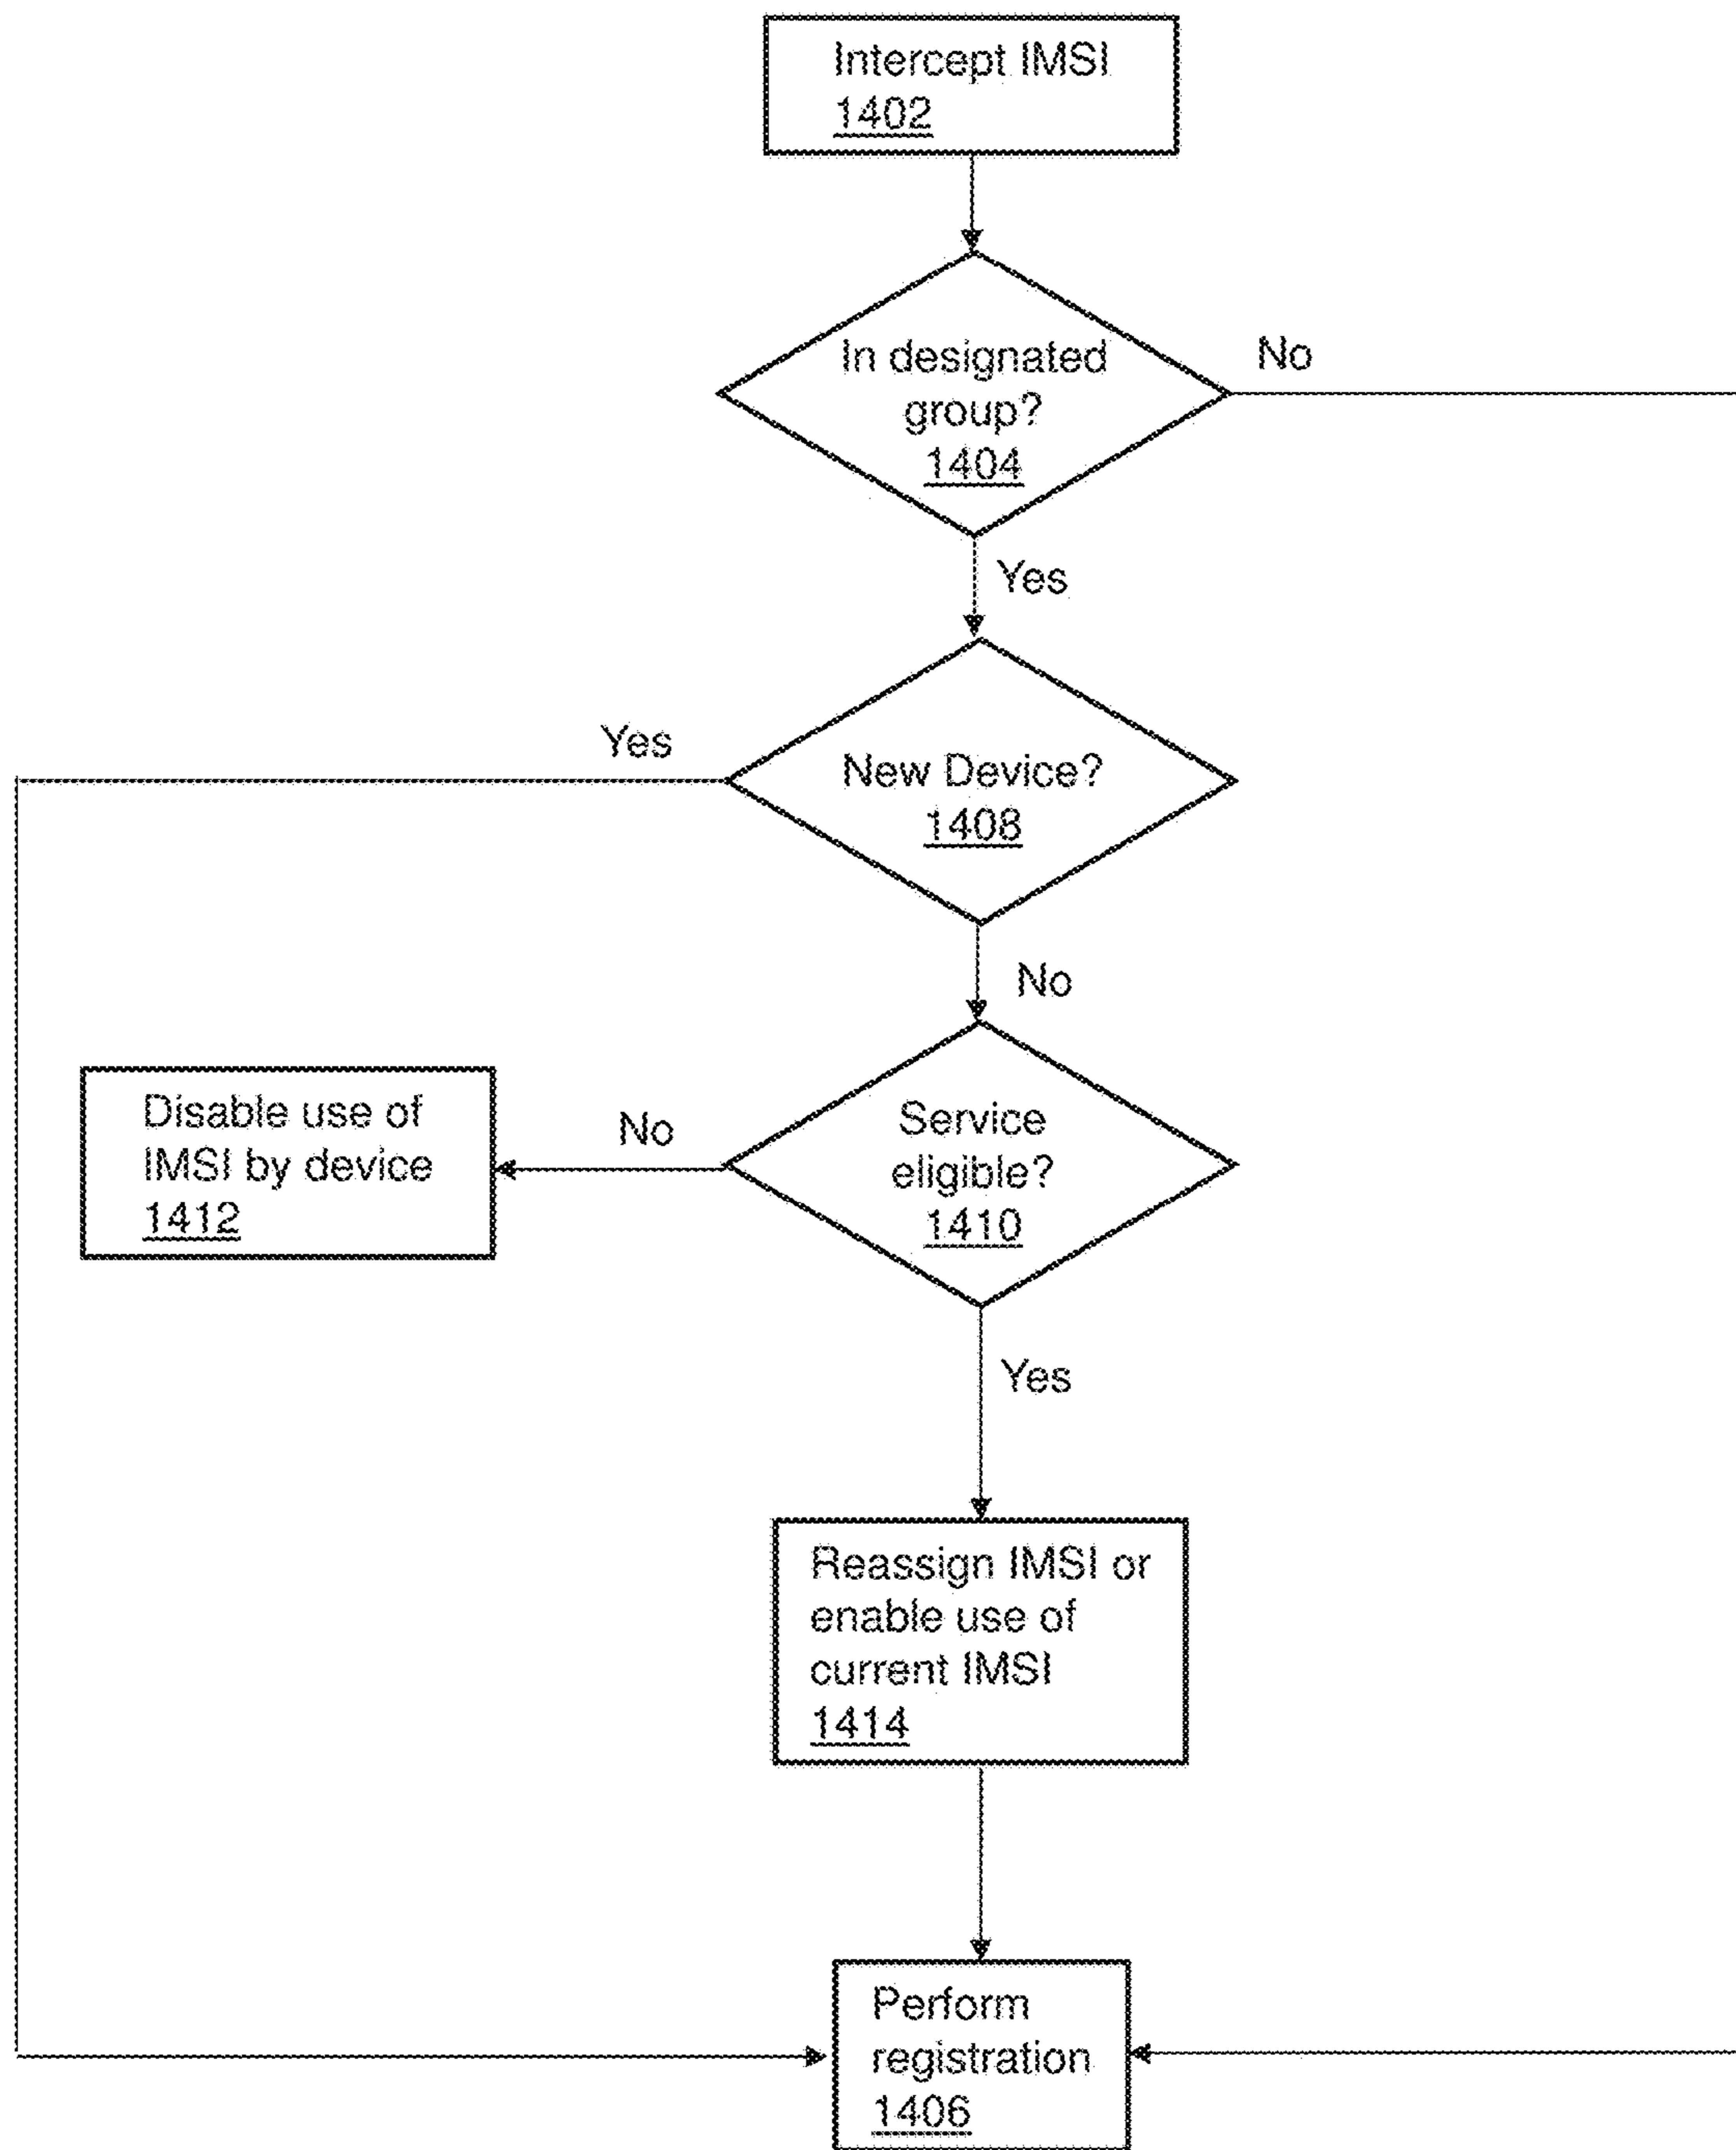 Intercept IMSI
1402
In designated
group?
1404
No
Yes
Yes
New Device?
1408
No
Disable use of
IMSI by device
1412
No
Service
eligible?
1410
Yes
Reassign IMSI or
enable use of
current IMSI
1414
Perform
registration
1406